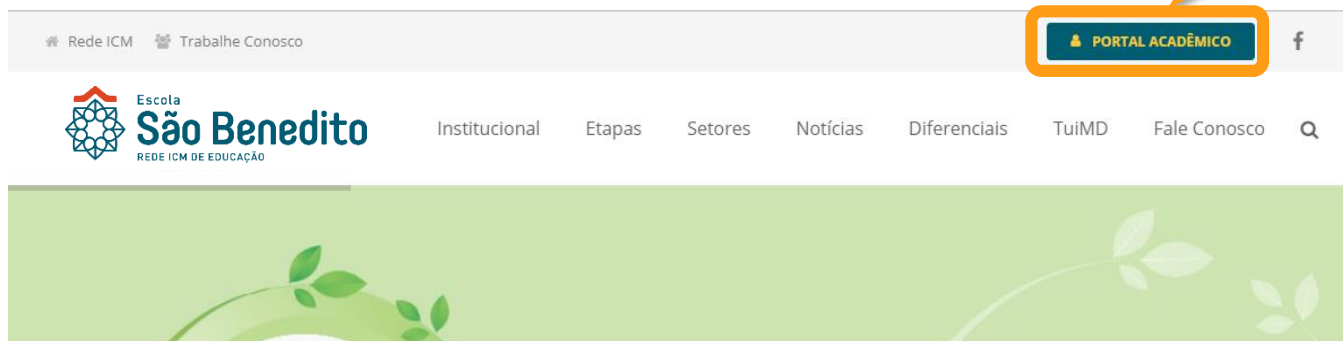 Rede ICM Trabalhe Conosco PORTAL ACADÊMICO
Escola
São Benedito
REDE ICM DE EDUCAÇÃO
Institucional Etapas Setores Notícias Diferenciais TuiMD Fale Conosco